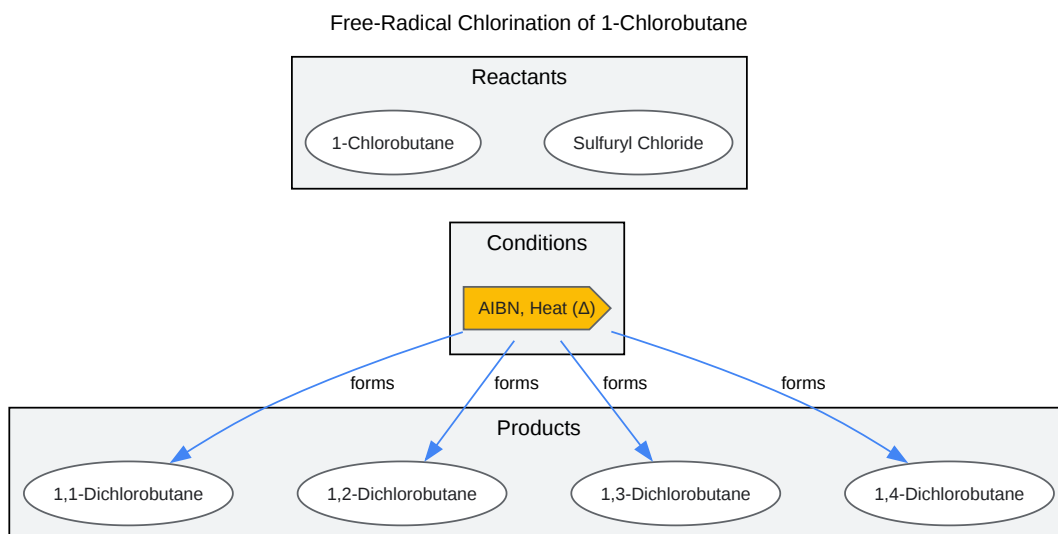 Free-Radical Chlorination of 1-Chlorobutane
Reactants
1-Chlorobutane
Sulfuryl Chloride
Conditions
AIBN, Heat (Δ)
forms
forms
forms
forms
Products
1,1-Dichlorobutane
1,2-Dichlorobutane
1,3-Dichlorobutane
1,4-Dichlorobutane